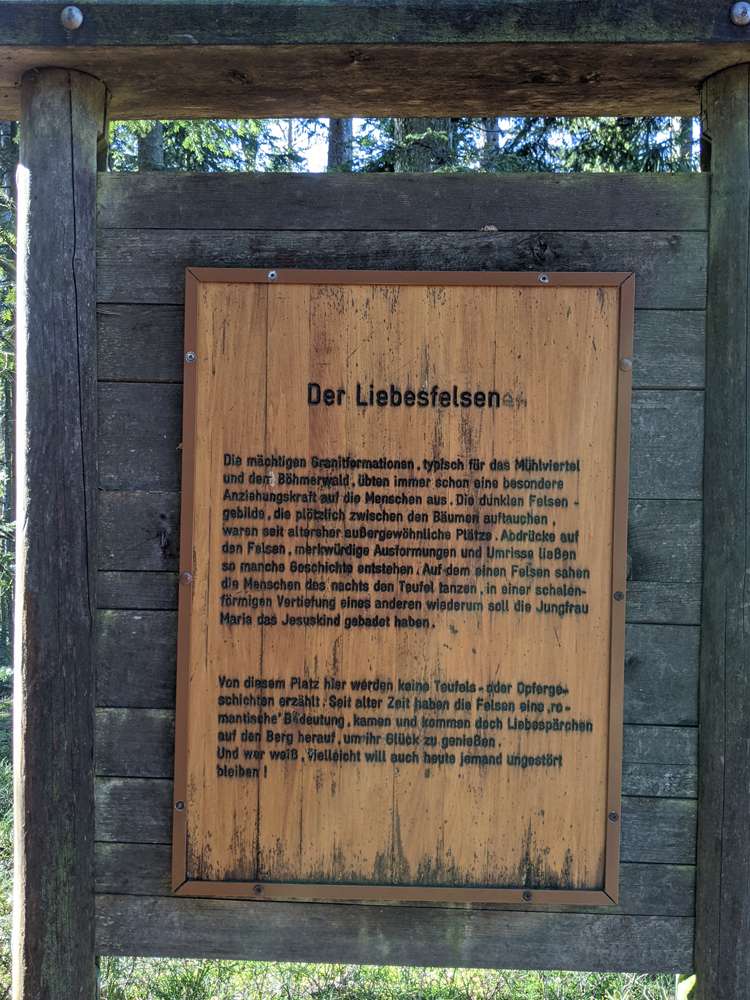 Der Liebesfelsen
Die mächtigen Granitformationen, typisch für das Mühlviertel
und dem Böhmerwald, übten immer schon eine besondere
Anziehungskraft auf die Menschen aus. Die dunklen Felsen-
gebilde, die plötzlich zwischen den Bäumen auftauchen,
waren seit altersher außergewöhnliche Plätze. Abdrücke auf
den Felsen, merkwürdige Ausformungen und Umrisse ließen
so manche Geschichte entstehen. Auf dem einen Felsen sahen
die Menschen des nachts den Teufel tanzen, in einer schalen-
förmigen Vertiefung eines anderen wiederum soll die Jungfrau
Maria das Jesuskind gebadet haben.
Von diesem Platz hier werden keine Teufels- oder Opferge-
schichten erzählt. Seit alter Zeit haben die Felsen eine ,ro-
mantische' Bedeutung, kamen und kommen doch Liebespärchen
auf den Berg herauf, um ihr Glück zu genießen.
Und wer weiß, vielleicht will auch heute jemand ungestört
bleiben!